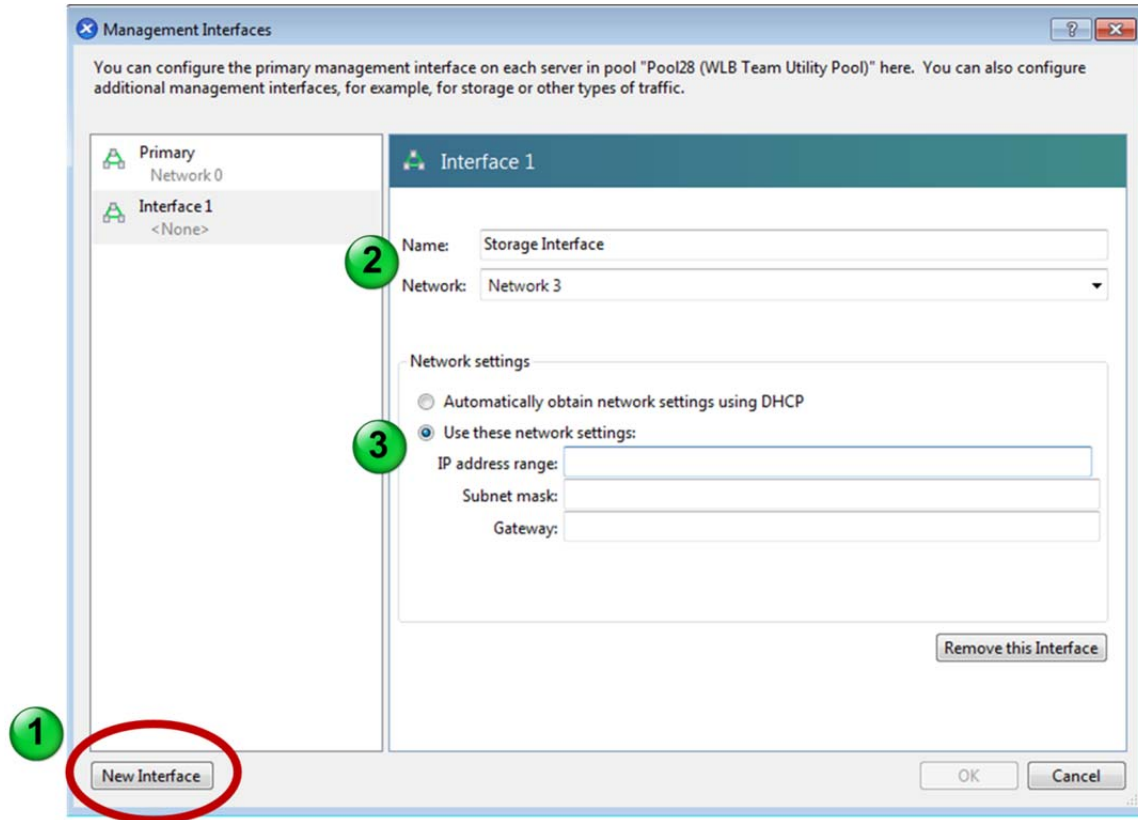 Management Interfaces
You can configure the primary management interface on each server in pool "Pool28 (WLB Team Utility Pool)" here. You can also configure
additional management interfaces, for example, for storage or other types of traffic.
Primary
Network 0
Interface 1
<None>
Interface 1
2
Name: Storage Interface
Network: Network 3
Network settings
Automatically obtain network settings using DHCP
3
Use these network settings:
IP address range:
Subnet mask:
Gateway:
Remove this Interface
1
New Interface
OK Cancel